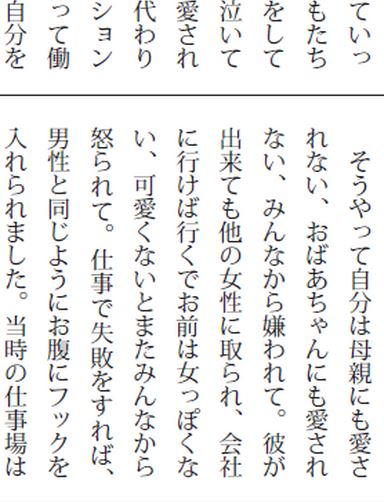 ていっ
もたち
をして
泣いて
愛され
代わり
ション
って働
自分を
そうやって自分は母親にも愛さ
れない、おばあちゃんにも愛され
ない、みんなから嫌われて。彼が
出来ても他の女性に取られ、会社
に行けば行くでお前は女っぽくな
い、可愛くないとまたみんなから
怒られて。仕事で失敗をすれば、
男性と同じようにお腹にフックを
入れられました。当時の仕事場は